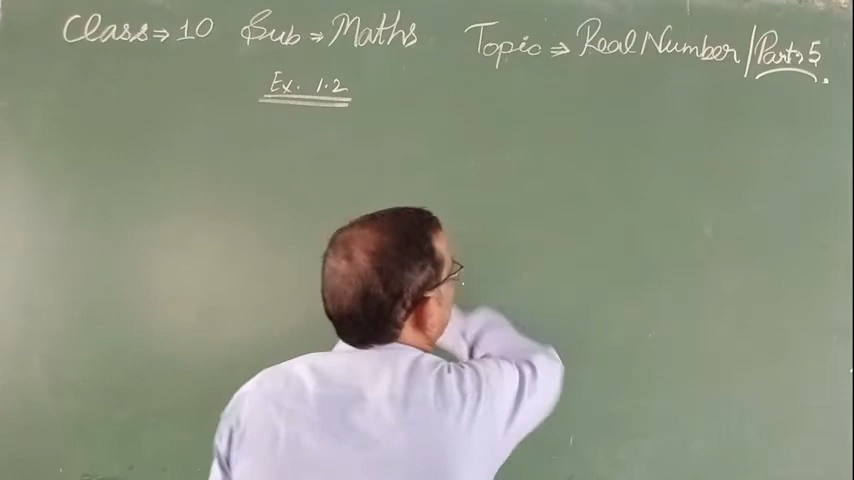 Class ⇒ 10 Sub ⇒ Maths Topic ⇒ Real Number / Part 5
Ex. 1.2